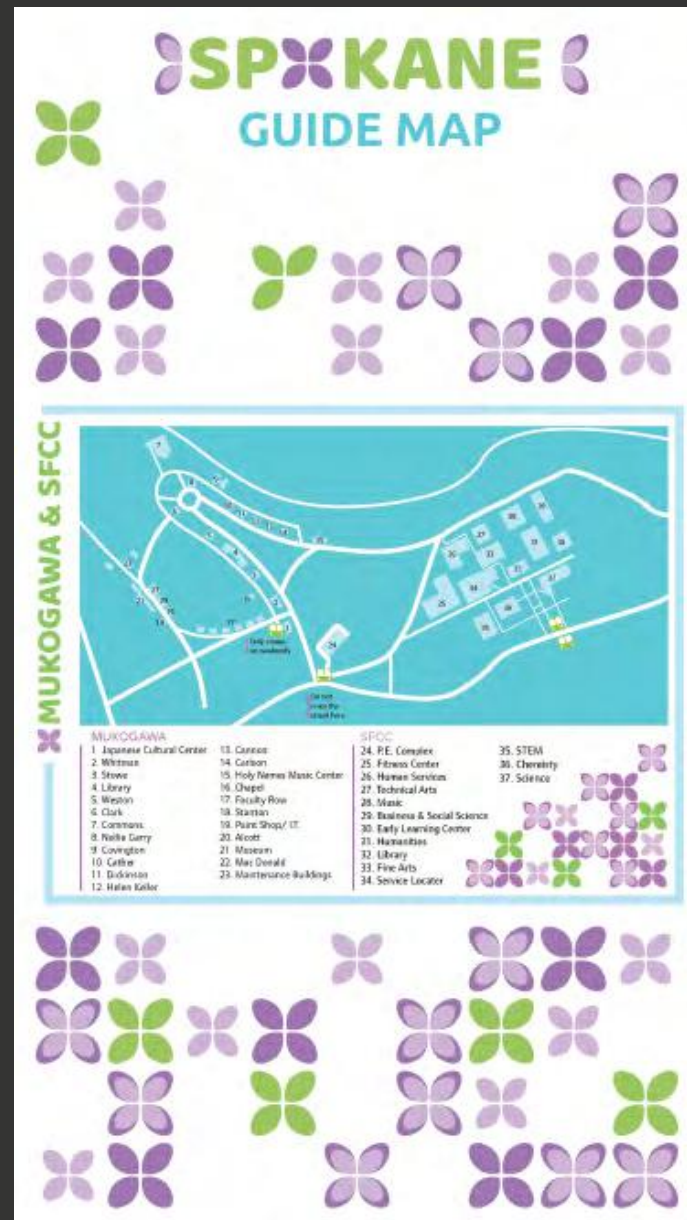 SPOKANE
GUIDE MAP
MUKOGAWA & SFCC
MUKOGAWA
1 Japanese Cultural Center
2. Whitman
3. Stowe
4. Library
5. Weston
6. Clark
7. Commons
8. Nellie Garry
9 Covington
10 Cather
11 Dickinson
12. Helen Keller
13. Cannon
14. Carlson
15. Holy Names Music Center
16. Chapel
17. Faculty Row
18. Stanton
19. Paint Shop/ I.T.
20. Alcott
21 Museum
22. Mac Donald
23. Maintenance Buildings
SFCC
24. P.E. Complex
25. Fitness Center
26. Human Services
27. Technical Arts
28. Music
29. Business & Social Science
30. Early Learning Center
31. Humanities
32. Library
33. Fine Arts
34. Service Locater
35. STEM
36. Chemistry
37. Science